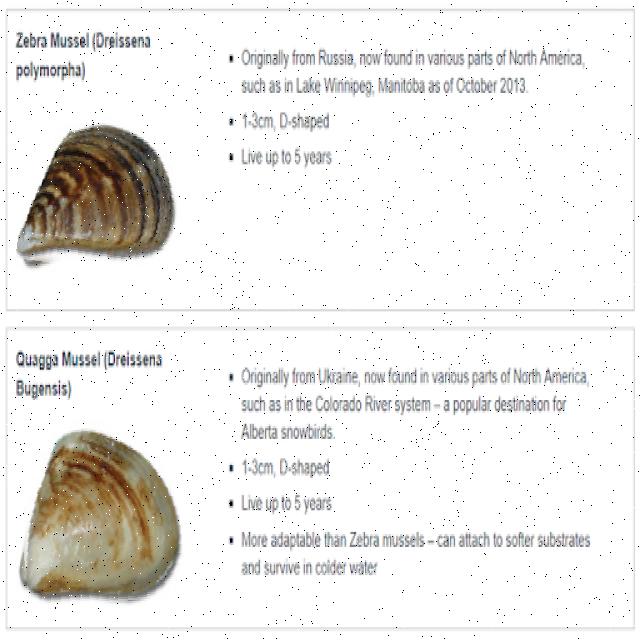 Zebra Mussel (Dreissena
polymorpha)
▪ Originally from Russia, now found in various parts of North America,
such as in Lake Winnipeg, Manitoba as of October 2013.
▪ 1-3cm, D-shaped
▪ Live up to 5 years
Quagga Mussel (Dreissena
Bugensis)
▪ Originally from Ukraine, now found in various parts of North America,
such as in the Colorado River system – a popular destination for
Alberta snowbirds.
▪ 1-3cm, D-shaped
▪ Live up to 5 years
▪ More adaptable than Zebra mussels – can attach to softer substrates
and survive in colder water